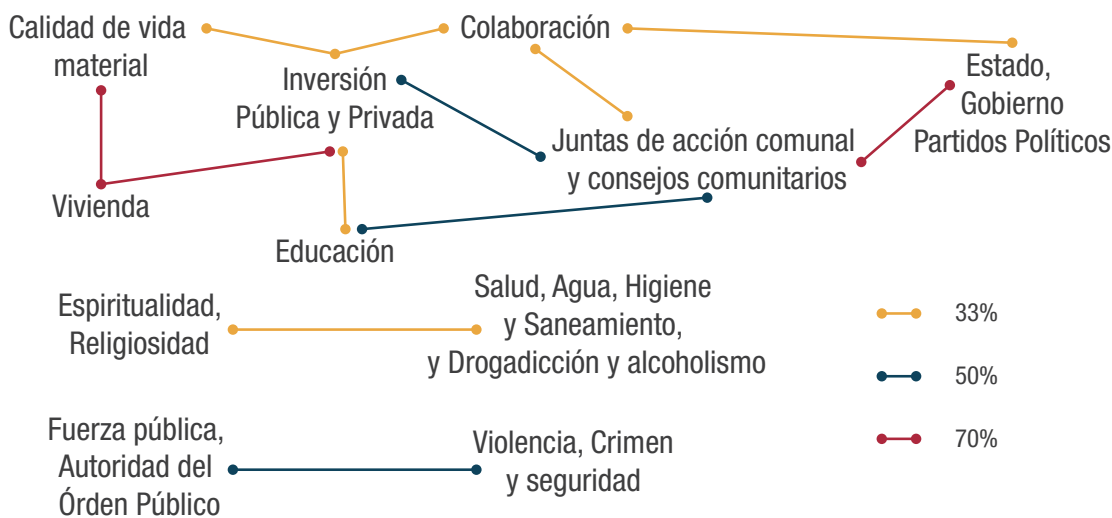 Calidad de vida
material
Colaboración
Inversión
Pública y Privada
Estado,
Gobierno
Partidos Políticos
Juntas de acción comunal
y consejos comunitarios
Vivienda
Educación
Espiritualidad,
Religiosidad
Salud, Agua, Higiene
y Saneamiento,
y Drogadicción y alcoholismo
33%
50%
70%
Fuerza pública,
Autoridad del
Órden Público
Violencia, Crimen
y seguridad